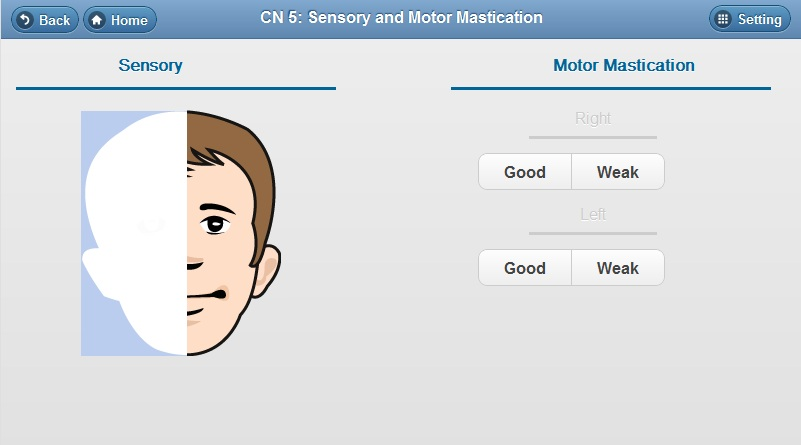 Back
Home
CN 5: Sensory and Motor Mastication
Setting
Sensory
Motor Mastication
Right
Good
Weak
Left
Good
Weak